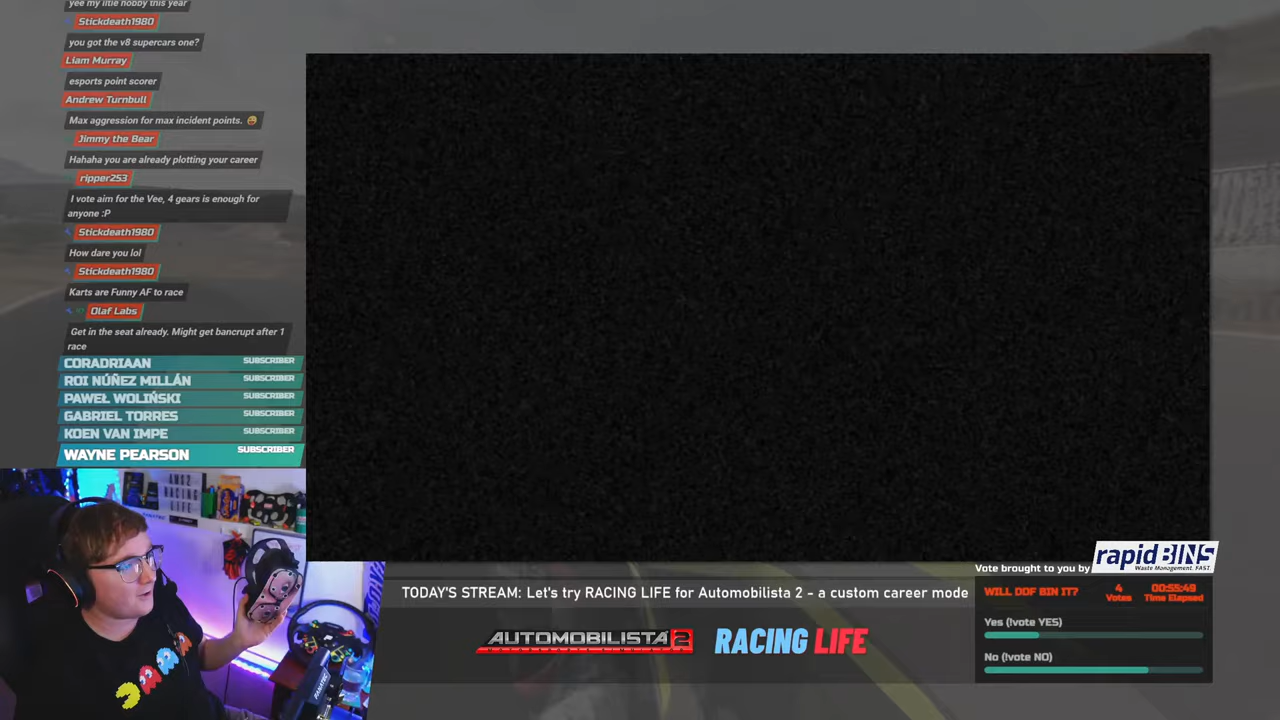 yee my litle hobby this year
Stickdeath1980
you got the v8 supercars one?
Liam Murray
esports point scorer
Andrew Turnbull
Max aggression for max incident points. 😜
Jimmy the Bear
Hahaha you are already plotting your career
ripper253
I vote aim for the Vee, 4 gears is enough for
anyone :P
Stickdeath1980
How dare you lol
Stickdeath1980
Karts are Funny AF to race
Olaf Labs
Get in the seat already. Might get bancrupt after 1
race
CORADRIAAN SUBSCRIBER
ROI NÚÑEZ MILLÁN SUBSCRIBER
PAWEŁ WOLIŃSKI SUBSCRIBER
GABRIEL TORRES SUBSCRIBER
KOEN VAN IMPE SUBSCRIBER
WAYNE PEARSON SUBSCRIBER
AMS2
RACING
LIFE
FANATEC
TODAY'S STREAM: Let's try RACING LIFE for Automobilista 2 - a custom career mode
AUTOMOBILISTA 2
RACING LIFE
Vote brought to you by
rapidBINS
Waste Management. FAST.
WILL DOF BIN IT? 4 00:55:49
Votes Time Elapsed
Yes (!vote YES)
No (!vote NO)